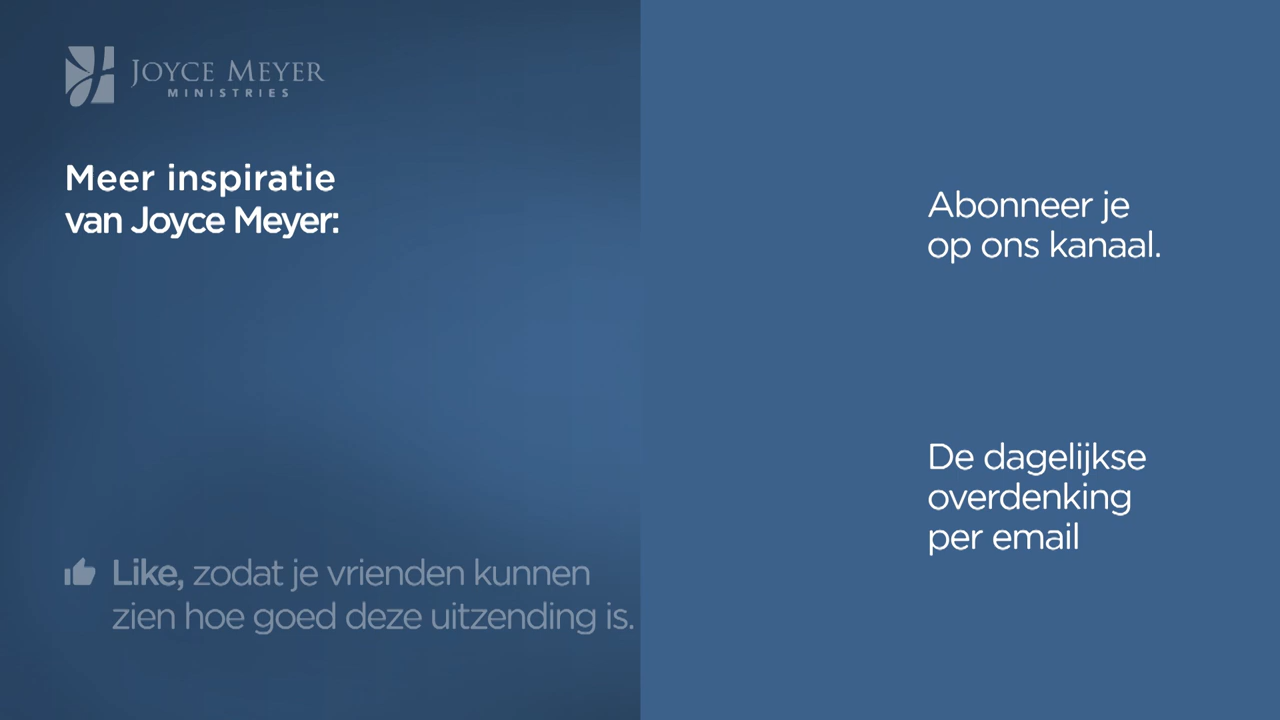 JOYCE MEYER
MINISTRIES
Meer inspiratie
van Joyce Meyer:
Abonneer je
op ons kanaal.
De dagelijkse
overdenking
per email
Like, zodat je vrienden kunnen
zien hoe goed deze uitzending is.